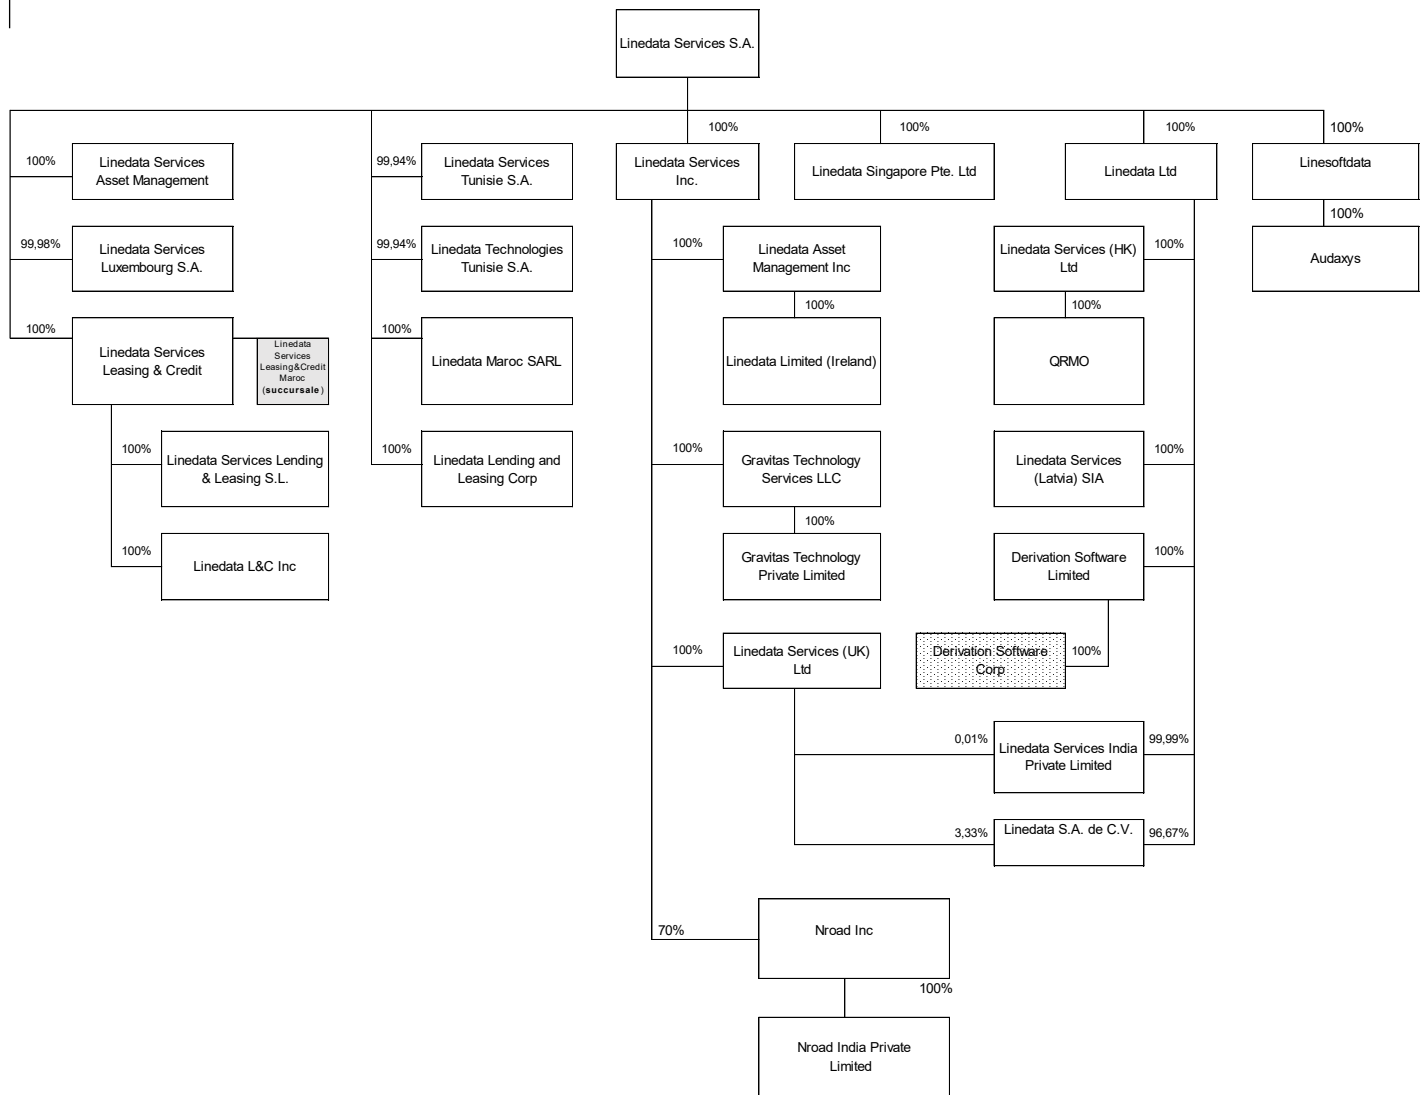 Linedata Services S.A.
100%
100%
100%
100%
100%
Linedata Services
Asset Management
99,94%
Linedata Services
Tunisie S.A.
Linedata Services
Inc.
Linedata Singapore Pte. Ltd
Linedata Ltd
Linesoftdata
100%
99,98%
Linedata Services
Luxembourg S.A.
99,94%
Linedata Technologies
Tunisie S.A.
100%
Linedata Asset
Management Inc
Linedata Services (HK)
Ltd
100%
Audaxys
100%
100%
100%
Linedata Services
Leasing & Credit
Linedata
Services
Leasing&Credit
Maroc
(succursale)
100%
Linedata Maroc SARL
Linedata Limited (Ireland)
QRMO
100%
Linedata Services Lending
& Leasing S.L.
100%
Linedata Lending and
Leasing Corp
100%
Gravitas Technology
Services LLC
Linedata Services
(Latvia) SIA
100%
100%
100%
Linedata L&C Inc
Gravitas Technology
Private Limited
Derivation Software
Limited
100%
100%
Linedata Services (UK)
Ltd
Derivation Software
Corp
100%
0,01%
Linedata Services India
Private Limited
99,99%
3,33%
Linedata S.A. de C.V.
96,67%
70%
Nroad Inc
100%
Nroad India Private
Limited